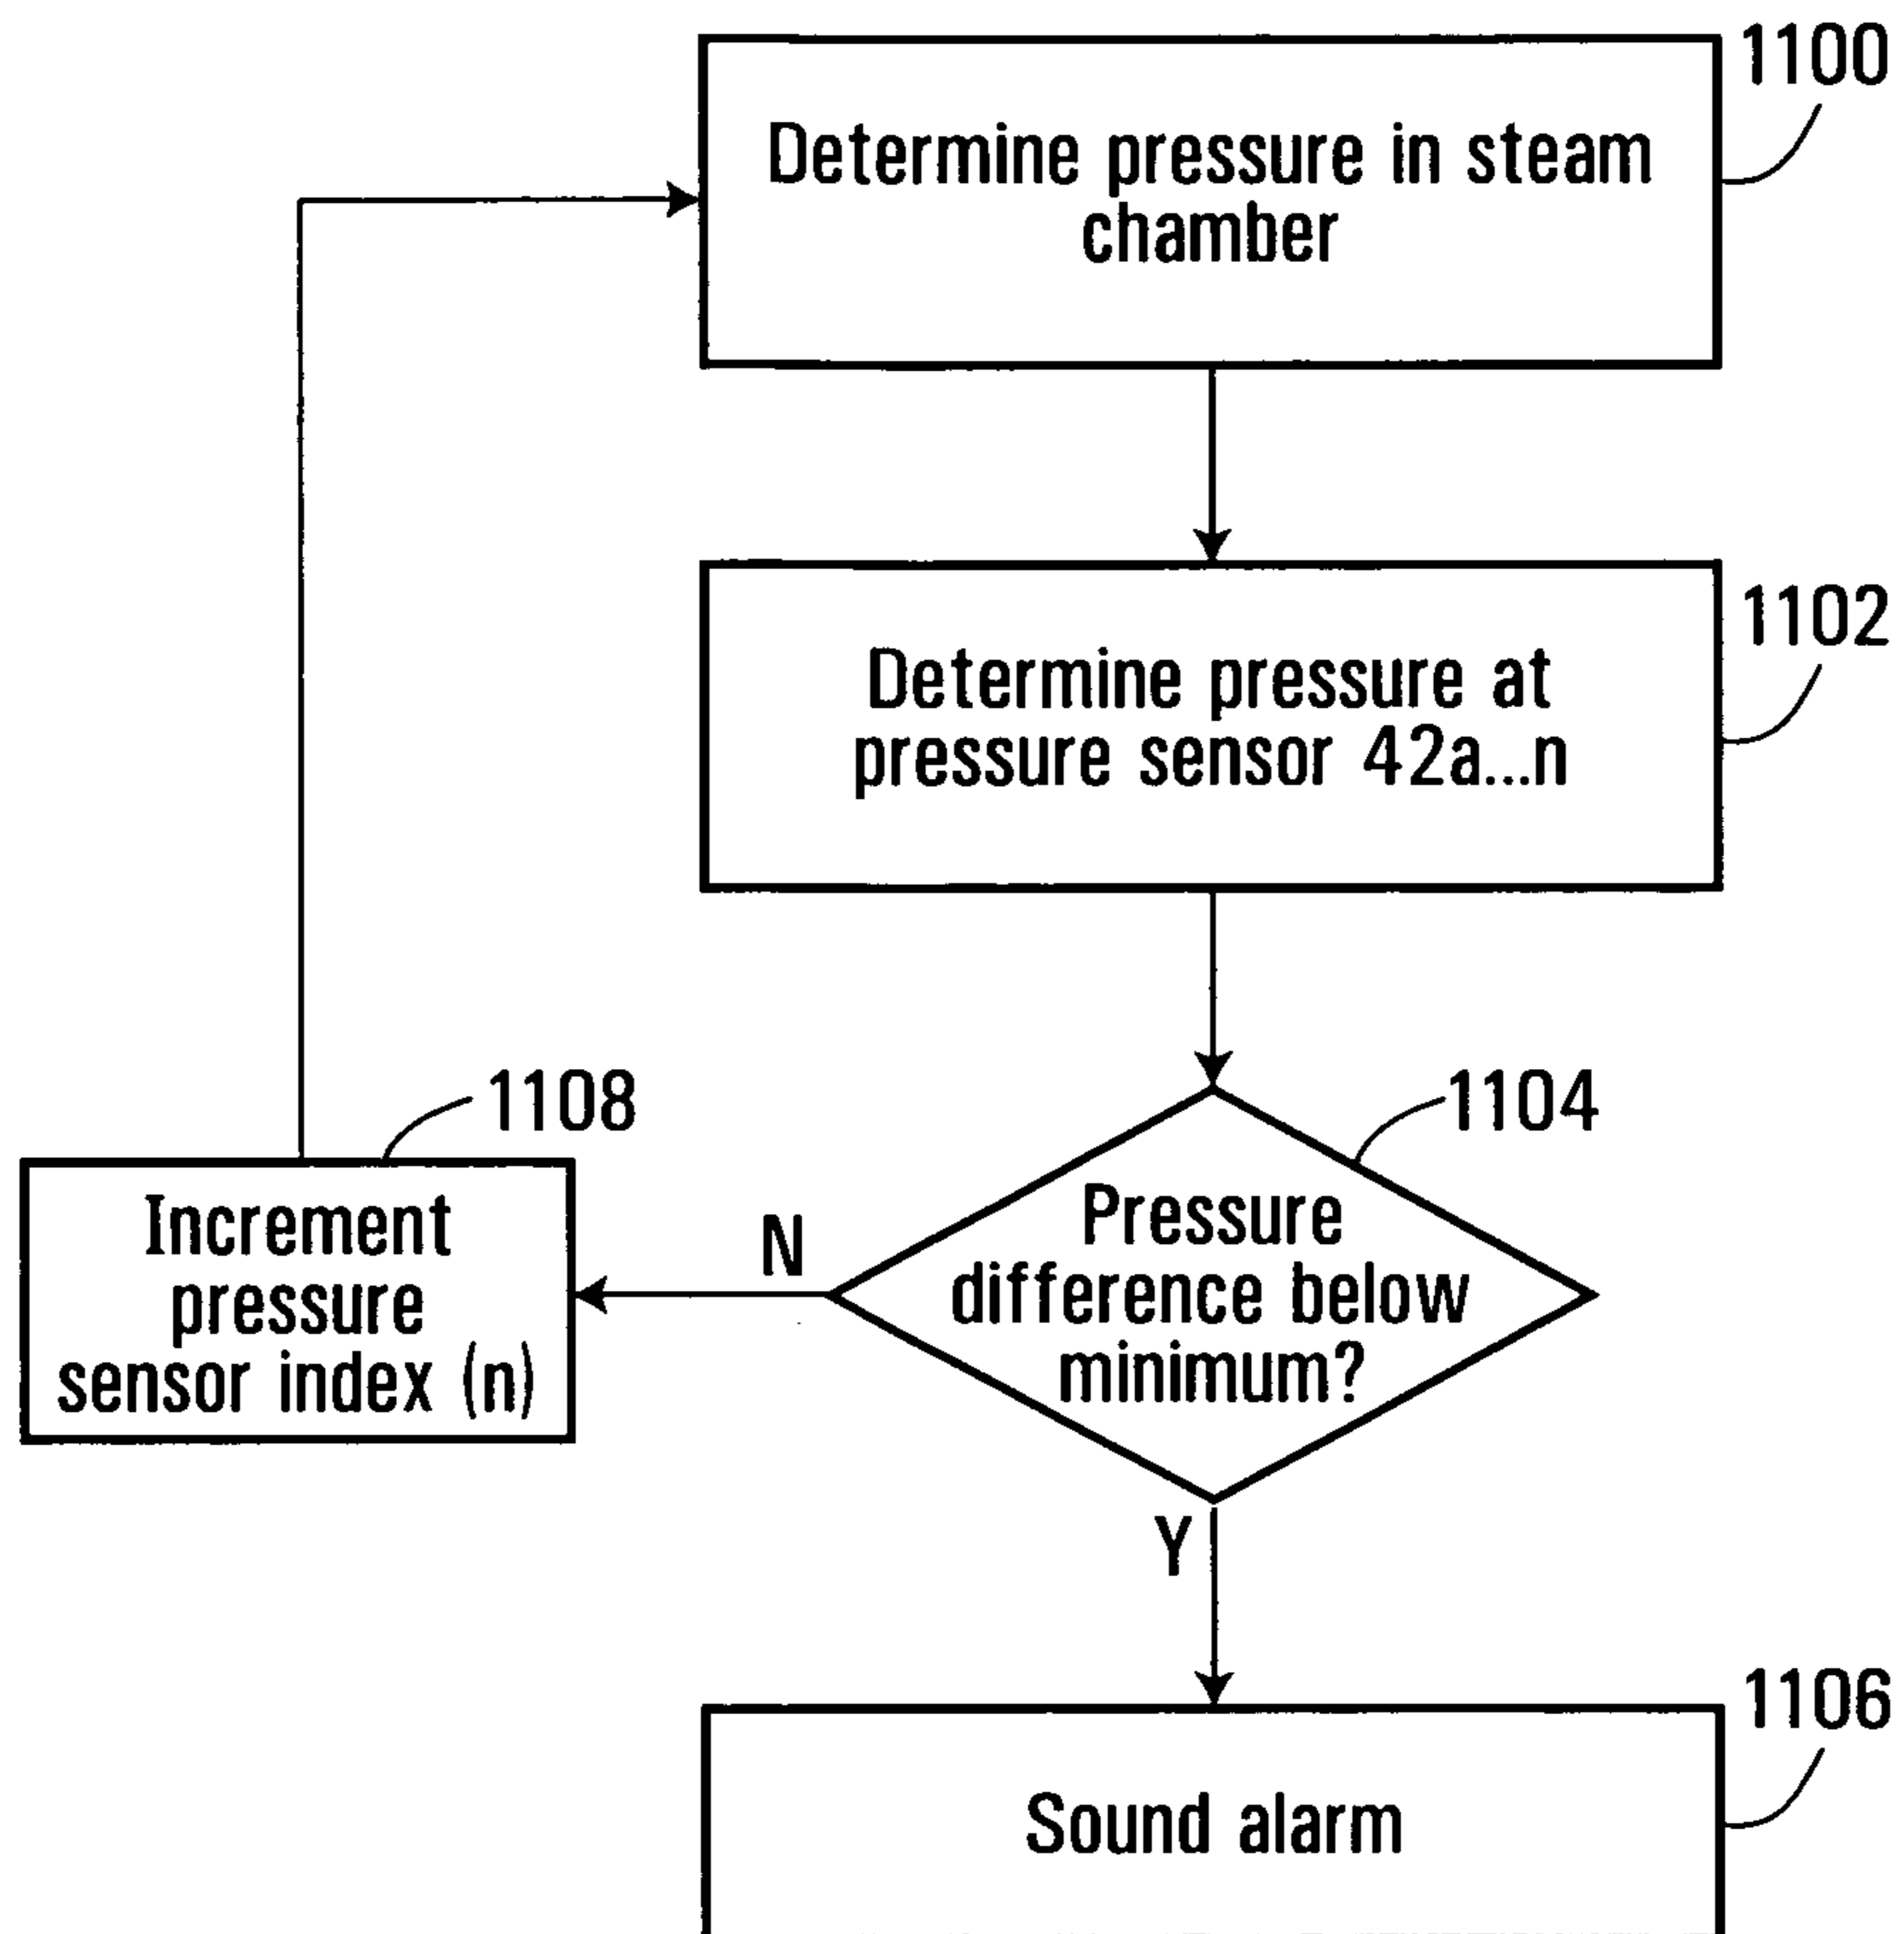 1100
Determine pressure in steam
chamber
1102
Determine pressure at
pressure sensor 42a...n
1108
1104
Increment
pressure
sensor index (n)
N
Pressure
difference below
minimum?
Y
1106
Sound alarm